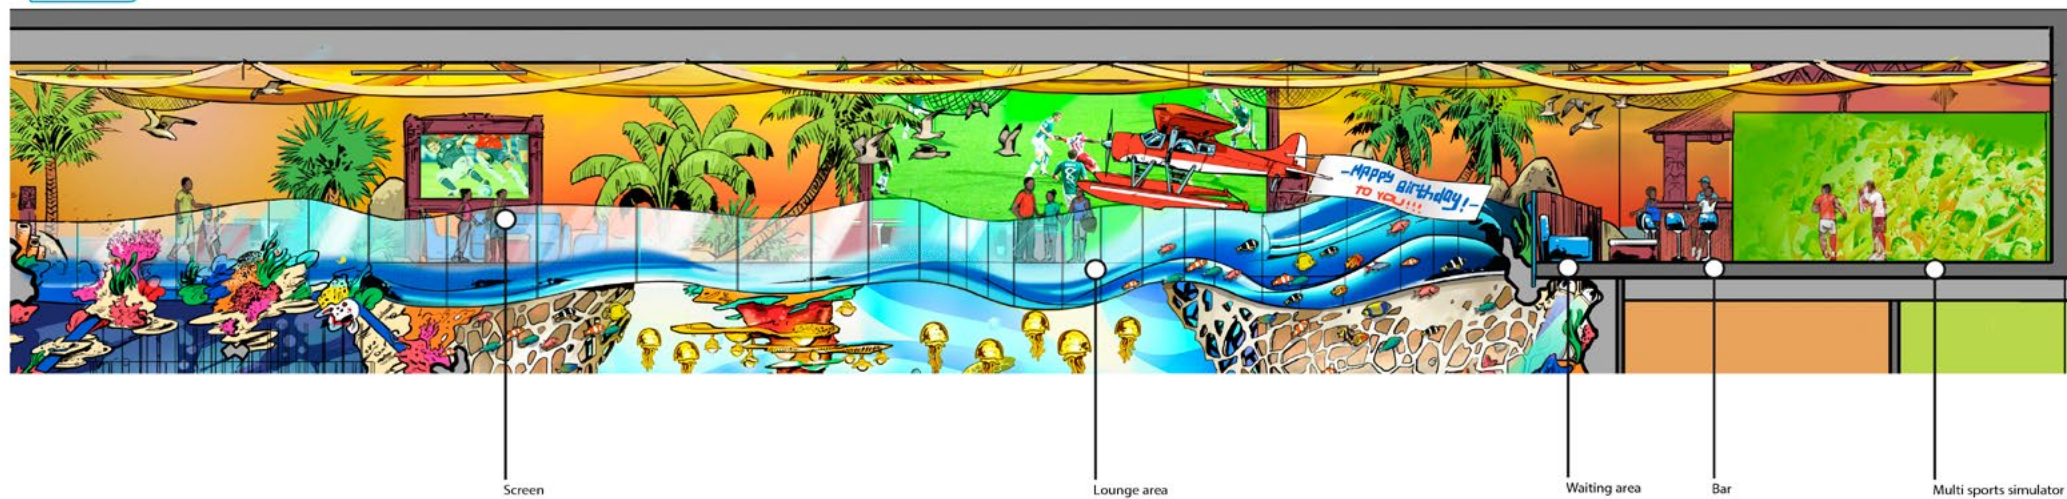 -HAPPY Birthday!-
TO YOU!!!
Screen
Lounge area
Waiting area
Bar
Multi sports simulator